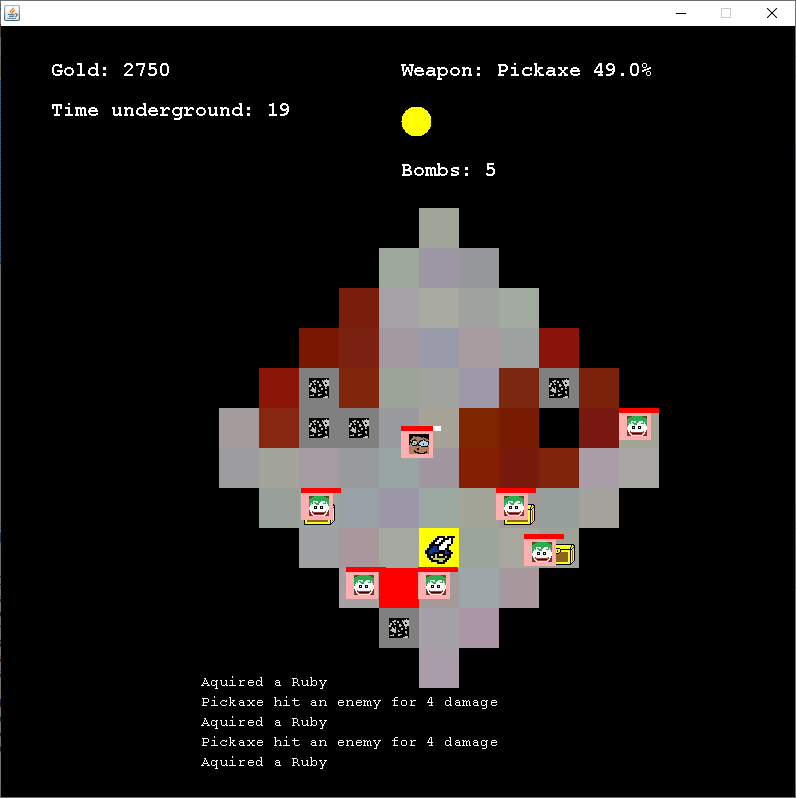 Gold: 2750
Weapon: Pickaxe 49.0%
Time underground: 19
Bombs: 5
Aquired a Ruby
Pickaxe hit an enemy for 4 damage
Aquired a Ruby
Pickaxe hit an enemy for 4 damage
Aquired a Ruby